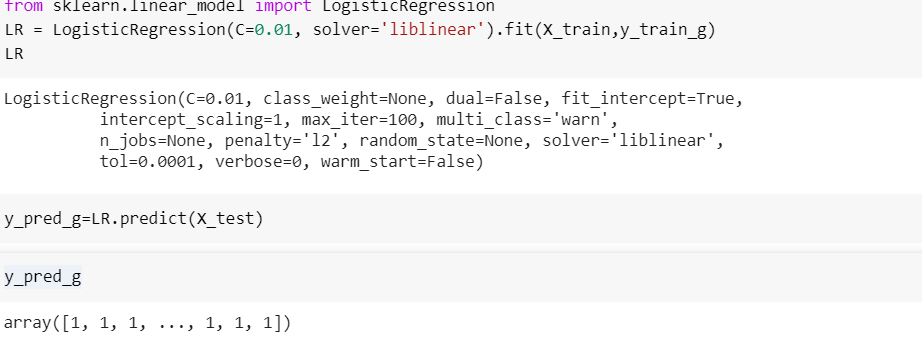 from sklearn.linear_model import LogisticRegression
LR = LogisticRegression(C=0.01, solver='liblinear').fit(X_train,y_train_g)
LR
LogisticRegression(C=0.01, class_weight=None, dual=False, fit_intercept=True,
intercept_scaling=1, max_iter=100, multi_class='warn',
n_jobs=None, penalty='l2', random_state=None, solver='liblinear',
tol=0.0001, verbose=0, warm_start=False)
y_pred_g=LR.predict(X_test)
y_pred_g
array([1, 1, 1, ..., 1, 1, 1])